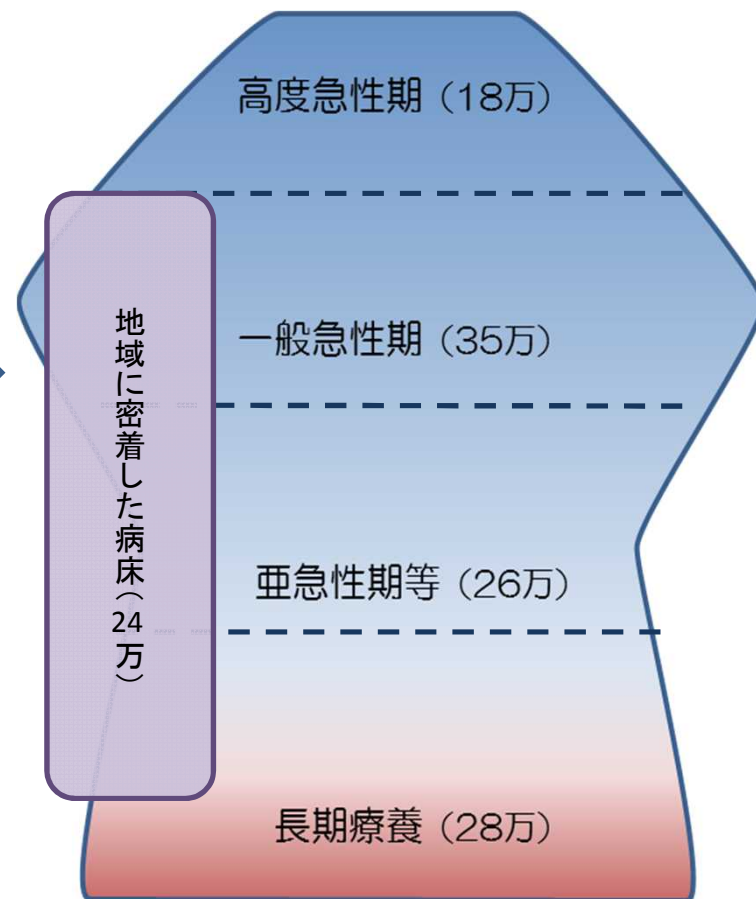 高度急性期（18万）
地域に密着した病床（24万）
一般急性期（35万）
亜急性期等（26万）
長期療養（28万）